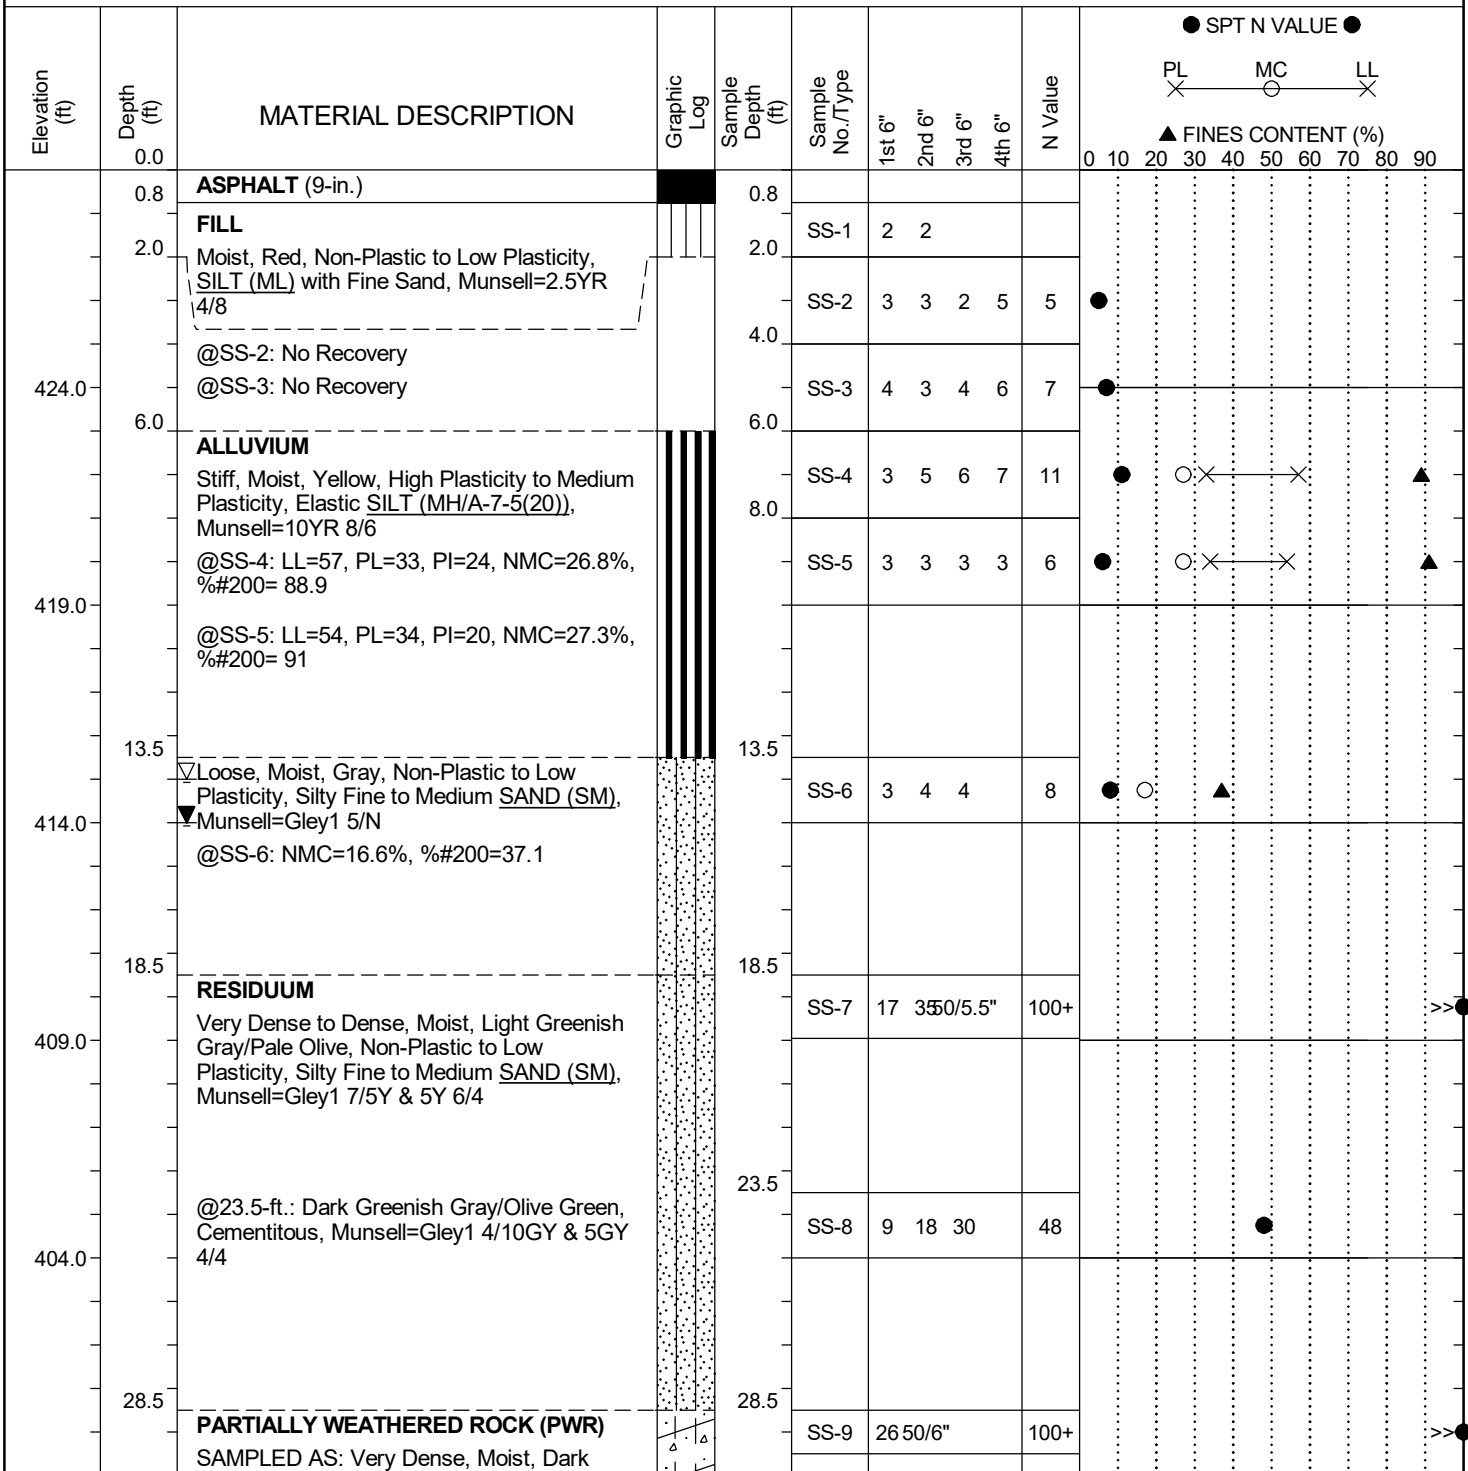 ● SPT N VALUE ●
PL MC LL
▲ FINES CONTENT (%)
0 10 20 30 40 50 60 70 80 90
Elevation (ft)
Depth (ft)
0.0
MATERIAL DESCRIPTION
Graphic Log
Sample Depth (ft)
Sample No./Type
1st 6"
2nd 6"
3rd 6"
4th 6"
N Value
0.8 ASPHALT (9-in.) 0.8
FILL
SS-1 2 2
2.0 Moist, Red, Non-Plastic to Low Plasticity, 2.0
SILT (ML) with Fine Sand, Munsell=2.5YR
4/8
SS-2 3 3 2 5 5
4.0
@SS-2: No Recovery
424.0 @SS-3: No Recovery SS-3 4 3 4 6 7
6.0 6.0
ALLUVIUM
Stiff, Moist, Yellow, High Plasticity to Medium SS-4 3 5 6 7 11
Plasticity, Elastic SILT (MH/A-7-5(20)), 8.0
Munsell=10YR 8/6
@SS-4: LL=57, PL=33, PI=24, NMC=26.8%, SS-5 3 3 3 3 6
%#200= 88.9
419.0
@SS-5: LL=54, PL=34, PI=20, NMC=27.3%,
%#200= 91
13.5 13.5
Loose, Moist, Gray, Non-Plastic to Low
Plasticity, Silty Fine to Medium SAND (SM), SS-6 3 4 4 8
414.0 Munsell=Gley1 5/N
@SS-6: NMC=16.6%, %#200=37.1
18.5 18.5
RESIDUUM
Very Dense to Dense, Moist, Light Greenish SS-7 17 35 50/5.5" 100+ >>
409.0 Gray/Pale Olive, Non-Plastic to Low
Plasticity, Silty Fine to Medium SAND (SM),
Munsell=Gley1 7/5Y & 5Y 6/4
23.5
@23.5-ft.: Dark Greenish Gray/Olive Green,
Cementitous, Munsell=Gley1 4/10GY & 5GY SS-8 9 18 30 48
404.0 4/4
28.5 28.5
PARTIALLY WEATHERED ROCK (PWR) SS-9 26 50/6" 100+ >>
SAMPLED AS: Very Dense, Moist, Dark